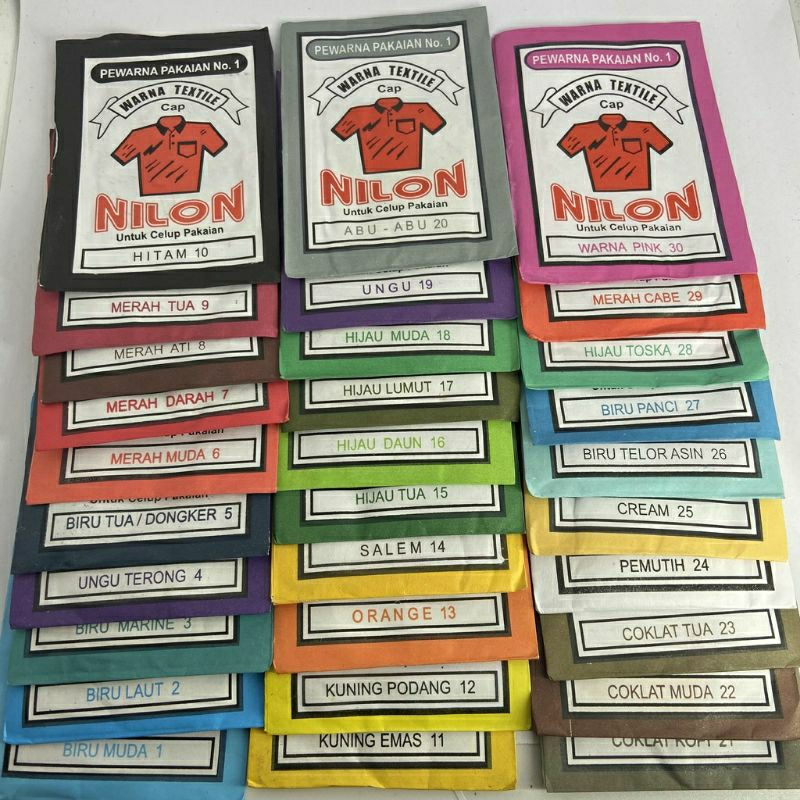 PEWARNA PAKAIAN No. 1
WARNA TEXTILE
Cap
NILON
Untuk Celup Pakaian
HITAM 10
MERAH TUA 9
MERAH ATI 8
MERAH DARAH 7
Celup Pakaian
MERAH MUDA 6
Untuk Celup Pakaian
BIRU TUA / DONGKER 5
UNGU TERONG 4
BIRU MARINE 3
BIRU LAUT 2
BIRU MUDA 1
PEWARNA PAKAIAN No. 1
WARNA TEXTILE
Cap
NILON
Untuk Celup Pakaian
ABU - ABU 20
UNGU 19
HIJAU MUDA 18
HIJAU LUMUT 17
HIJAU DAUN 16
HIJAU TUA 15
SALEM 14
ORANGE 13
KUNING PODANG 12
KUNING EMAS 11
PEWARNA PAKAIAN No. 1
WARNA TEXTILE
Cap
NILON
Untuk Celup Pakaian
WARNA PINK 30
MERAH CABE 29
HIJAU TOSKA 28
BIRU PANCI 27
BIRU TELOR ASIN 26
CREAM 25
PEMUTIH 24
COKLAT TUA 23
COKLAT MUDA 22
COKLAT KOPI 21